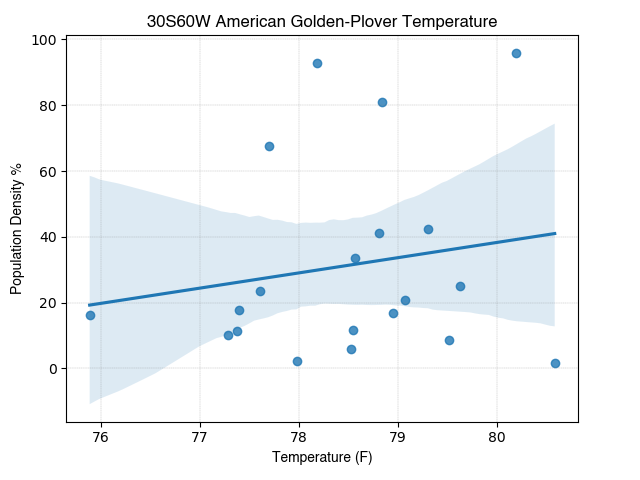 30S60W American Golden-Plover Temperature
100
80
60
40
20
0
Population Density %
76 77 78 79 80
Temperature (F)